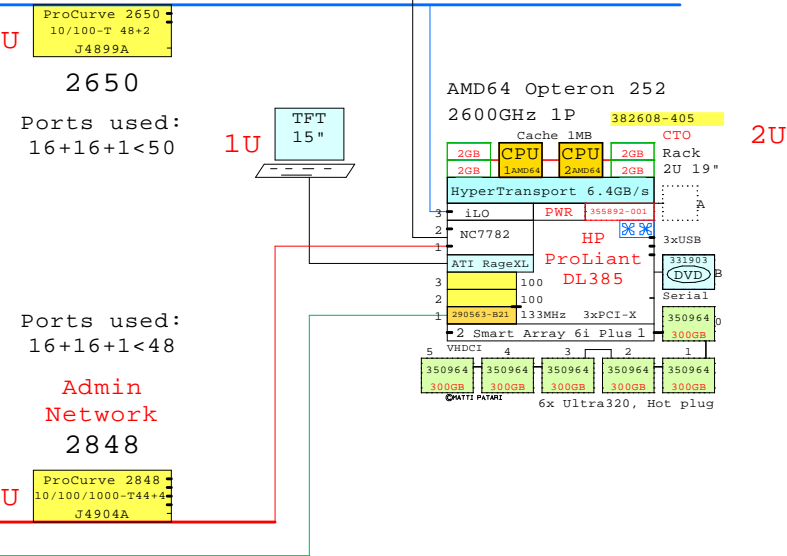 ProCurve 2650
10/100-T 48+2
J4899A
U
2650
Ports used:
16+16+1<50
TFT
15"
1U
AMD64 Opteron 252
2600GHz 1P
382608-405
2U
Cache 1MB
CTO
2GB
CPU
CPU
2GB
Rack
2GB
1AMD64
2AMD64
2GB
2U 19"
HyperTransport 6.4GB/s
A
3
iLO
PWR
355892-001
2
NC7782
1
HP
ProLiant
DL385
3xUSB
ATI RageXL
331903
DVD
B
3
100
2
100
Serial
1
290563-B21
133MHz
3xPCI-X
350964
0
300GB
2 Smart Array 6i Plus 1
VHDCI
5
4
3
2
1
350964
350964
350964
350964
350964
300GB
300GB
300GB
300GB
300GB
©MATTI PATARI
6x Ultra320, Hot plug
Ports used:
16+16+1<48
Admin
Network
2848
ProCurve 2848
10/100/1000-T44+4
J4904A
U